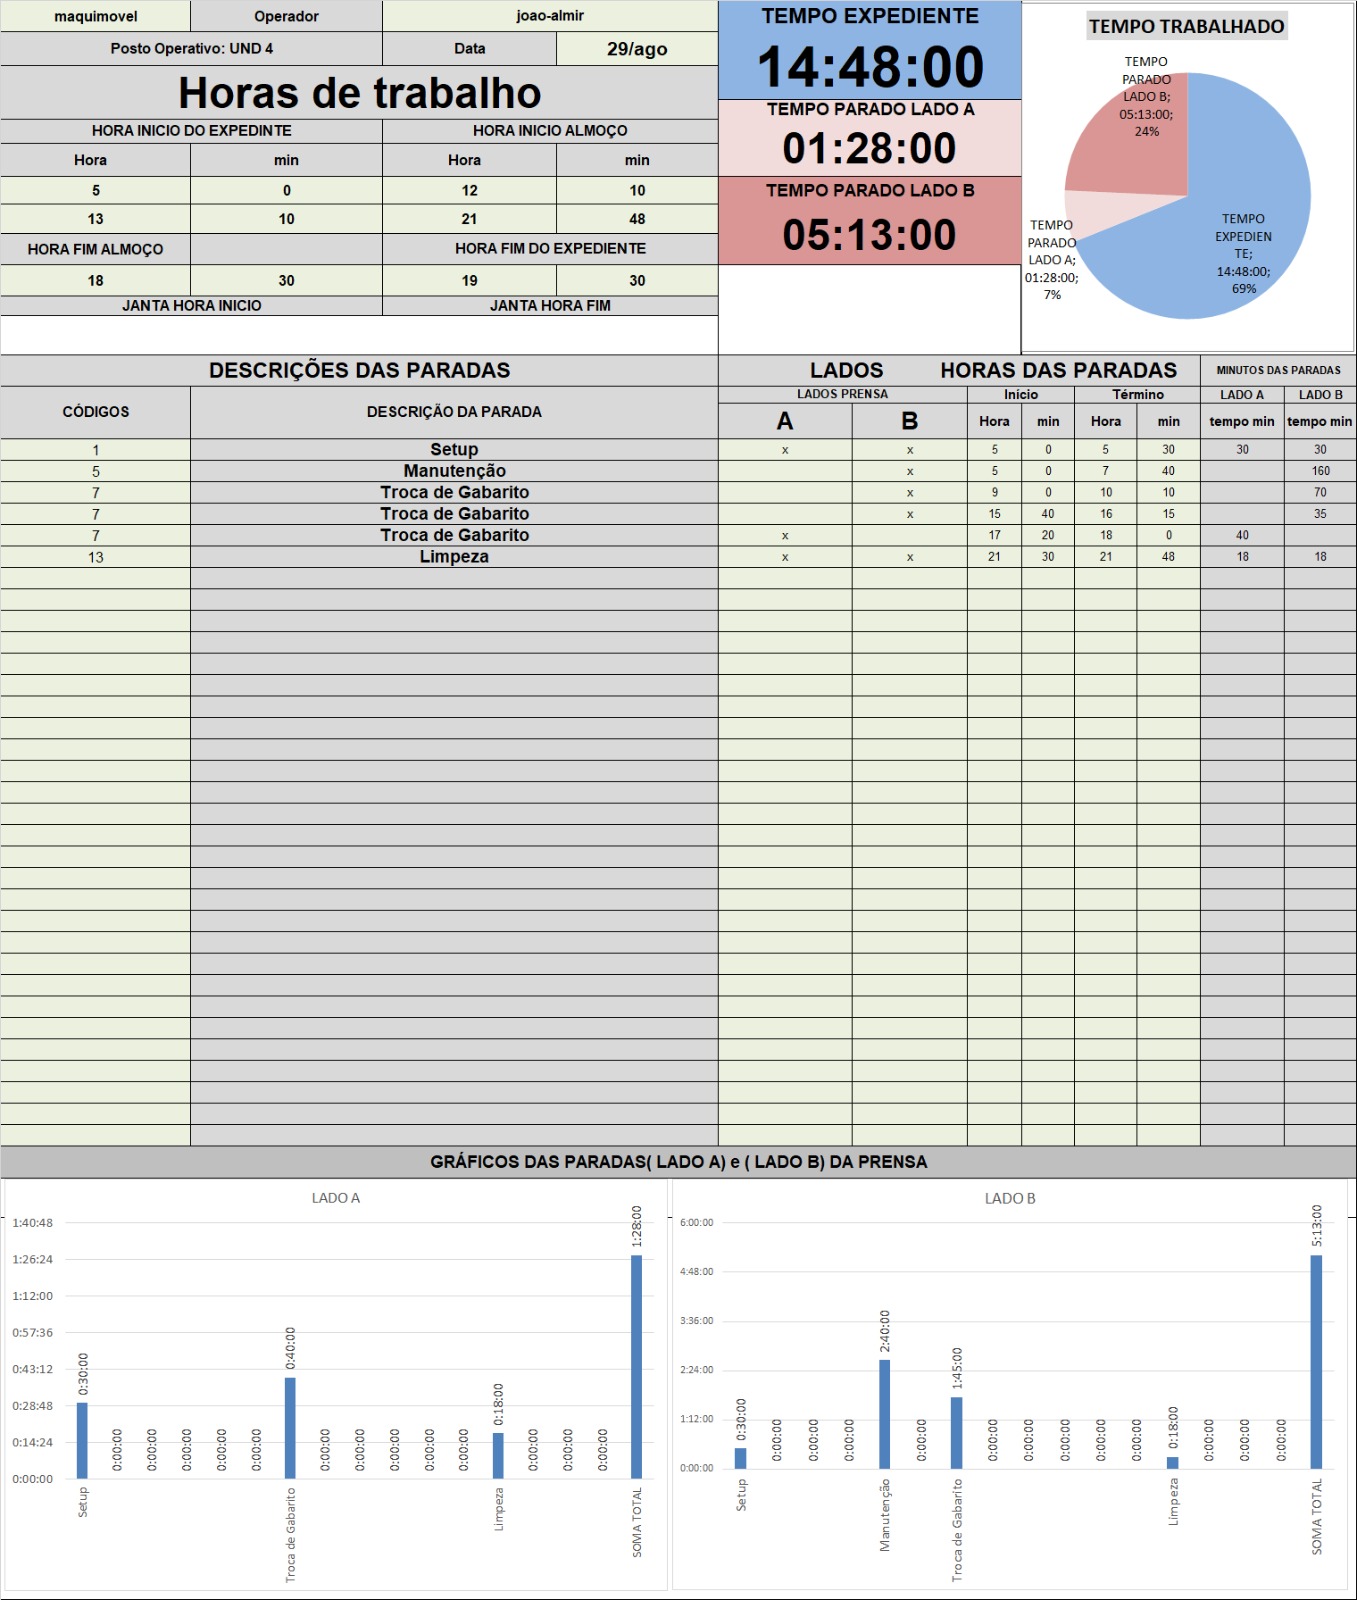 maquimovel Operador joao-almir
Posto Operativo: UND 4 Data 29/ago
Horas de trabalho
HORA INICIO DO EXPEDINTE HORA INICIO ALMOÇO
Hora min Hora min
5 0 12 10
13 10 21 48
HORA FIM ALMOÇO HORA FIM DO EXPEDIENTE
18 30 19 30
JANTA HORA INICIO JANTA HORA FIM
TEMPO EXPEDIENTE
14:48:00
TEMPO PARADO LADO A
01:28:00
TEMPO PARADO LADO B
05:13:00
TEMPO TRABALHADO
TEMPO
PARADO
LADO B;
05:13:00;
24%
TEMPO
PARADO
LADO A;
01:28:00;
7%
TEMPO
EXPEDIEN
TE;
14:48:00;
69%
DESCRIÇÕES DAS PARADAS LADOS HORAS DAS PARADAS MINUTOS DAS PARADAS
CÓDIGOS DESCRIÇÃO DA PARADA LADOS PRENSA Início Término LADO A LADO B
A B Hora min Hora min tempo min tempo min
1 Setup x x 5 0 5 30 30 30
5 Manutenção x 5 0 7 40 160
7 Troca de Gabarito x 9 0 10 10 70
7 Troca de Gabarito x 15 40 16 15 35
7 Troca de Gabarito x 17 20 18 0 40
13 Limpeza x x 21 30 21 48 18 18
GRÁFICOS DAS PARADAS( LADO A) e ( LADO B) DA PRENSA
LADO A
1:40:48
1:26:24
1:12:00
0:57:36
0:43:12
0:28:48
0:14:24
0:00:00
0:30:00 0:00:00 0:00:00 0:00:00 0:00:00 0:00:00 0:40:00 0:00:00 0:00:00 0:00:00 0:00:00 0:00:00 0:18:00 0:00:00 0:00:00 0:00:00 1:28:00
Setup Troca de Gabarito Limpeza SOMA TOTAL
LADO B
6:00:00
4:48:00
3:36:00
2:24:00
1:12:00
0:00:00
0:30:00 0:00:00 0:00:00 0:00:00 2:40:00 0:00:00 1:45:00 0:00:00 0:00:00 0:00:00 0:00:00 0:00:00 0:18:00 0:00:00 0:00:00 0:00:00 5:13:00
Setup Manutenção Troca de Gabarito Limpeza SOMA TOTAL